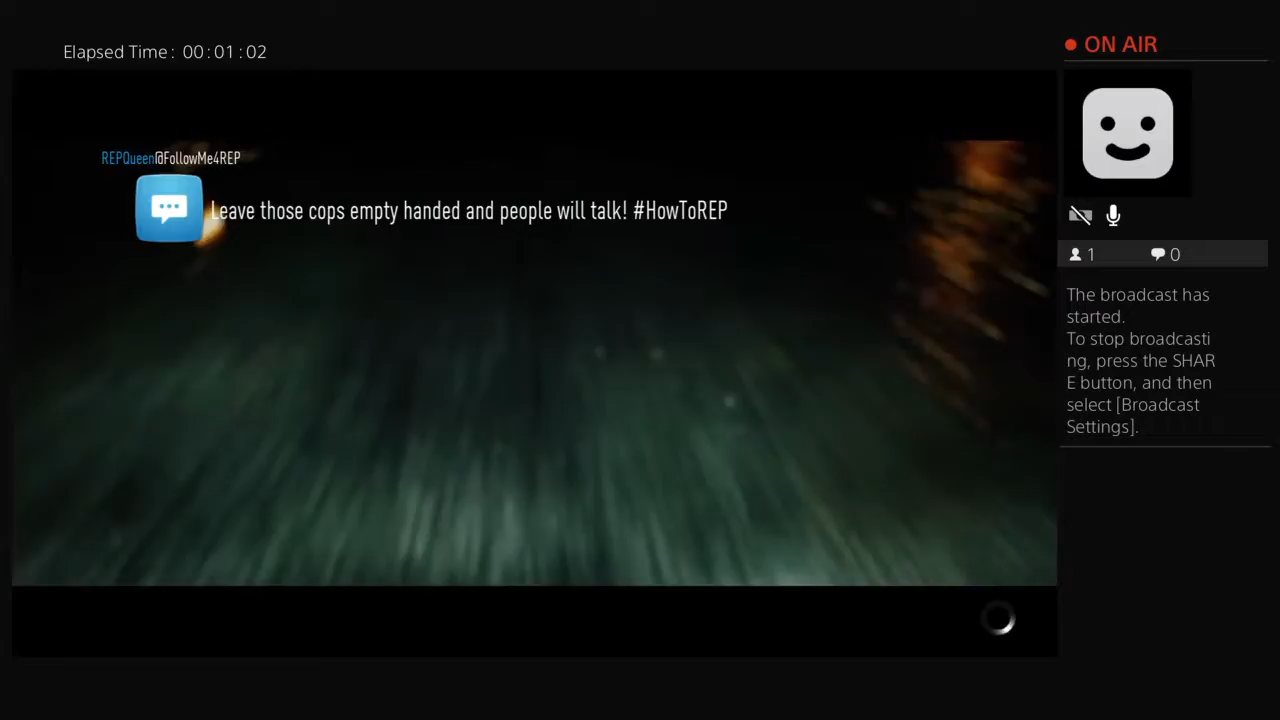 Elapsed Time: 00:01:02
ON AIR
REPQueen@FollowMe4REP
Leave those cops empty handed and people will talk! #HowToREP
1 0
The broadcast has
started.
To stop broadcasti
ng, press the SHAR
E button, and then
select [Broadcast
Settings].